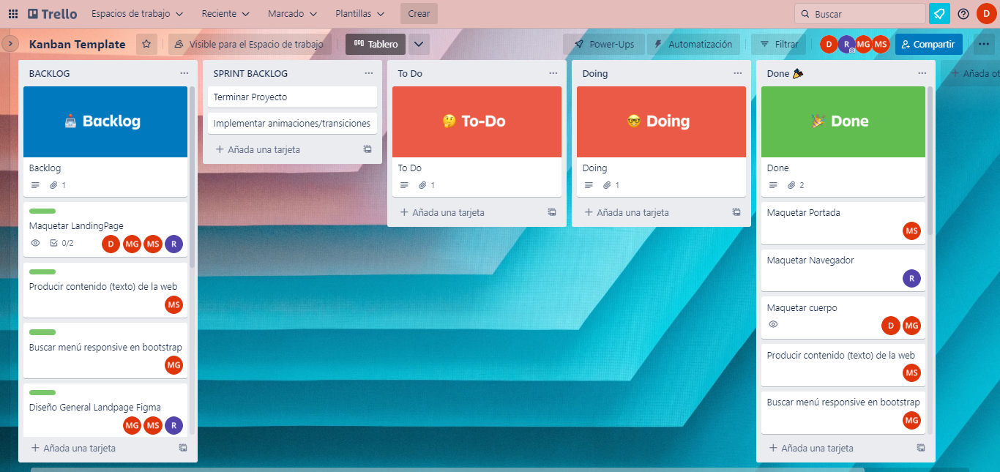 Trello Espacios de trabajo Reciente Marcado Plantillas Crear Buscar D
Kanban Template Visible para el Espacio de trabajo Tablero Power-Ups Automatización Filtrar D R MG MS Compartir
BACKLOG
Backlog
Backlog
1
Maquetar LandingPage
0/2 D MG MS R
Producir contenido (texto) de la web
MS
Buscar menú responsive en bootstrap
MG
Diseño General Landpage Figma
MG MS R
Añada una tarjeta
SPRINT BACKLOG
Terminar Proyecto
Implementar animaciones/transiciones
Añada una tarjeta
To Do
To-Do
To Do
1
Añada una tarjeta
Doing
Doing
Doing
1
Añada una tarjeta
Done
Done
Done
2
Maquetar Portada
MS
Maquetar Navegador
R
Maquetar cuerpo
D MG
Producir contenido (texto) de la web
MS
Buscar menú responsive en bootstrap
MG
Añada una tarjeta
Añada ot